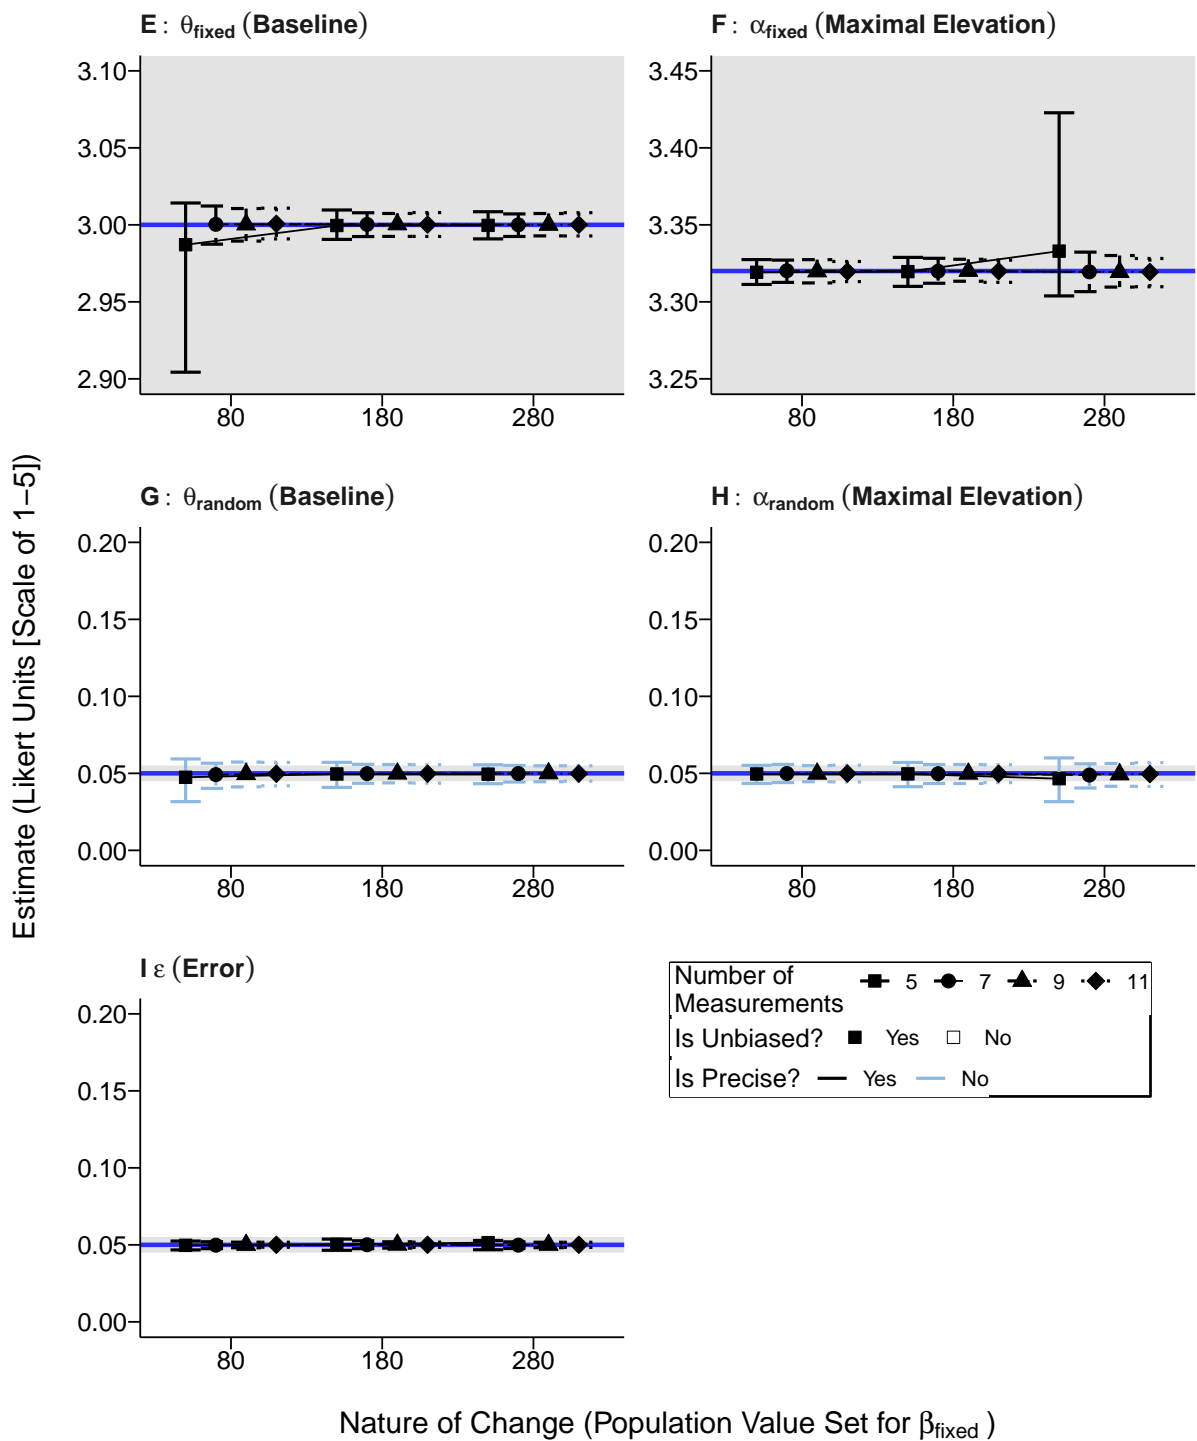 E : θfixed (Baseline)
3.10
3.05
3.00
2.95
2.90
80 180 280
F : αfixed (Maximal Elevation)
3.45
3.40
3.35
3.30
3.25
80 180 280
Estimate (Likert Units [Scale of 1−5])
G : θrandom (Baseline)
0.20
0.15
0.10
0.05
0.00
80 180 280
H : αrandom (Maximal Elevation)
0.20
0.15
0.10
0.05
0.00
80 180 280
I ε (Error)
0.20
0.15
0.10
0.05
0.00
80 180 280
Number of
Measurements 5 7 9 11
Is Unbiased? Yes No
Is Precise? Yes No
Nature of Change (Population Value Set for βfixed )